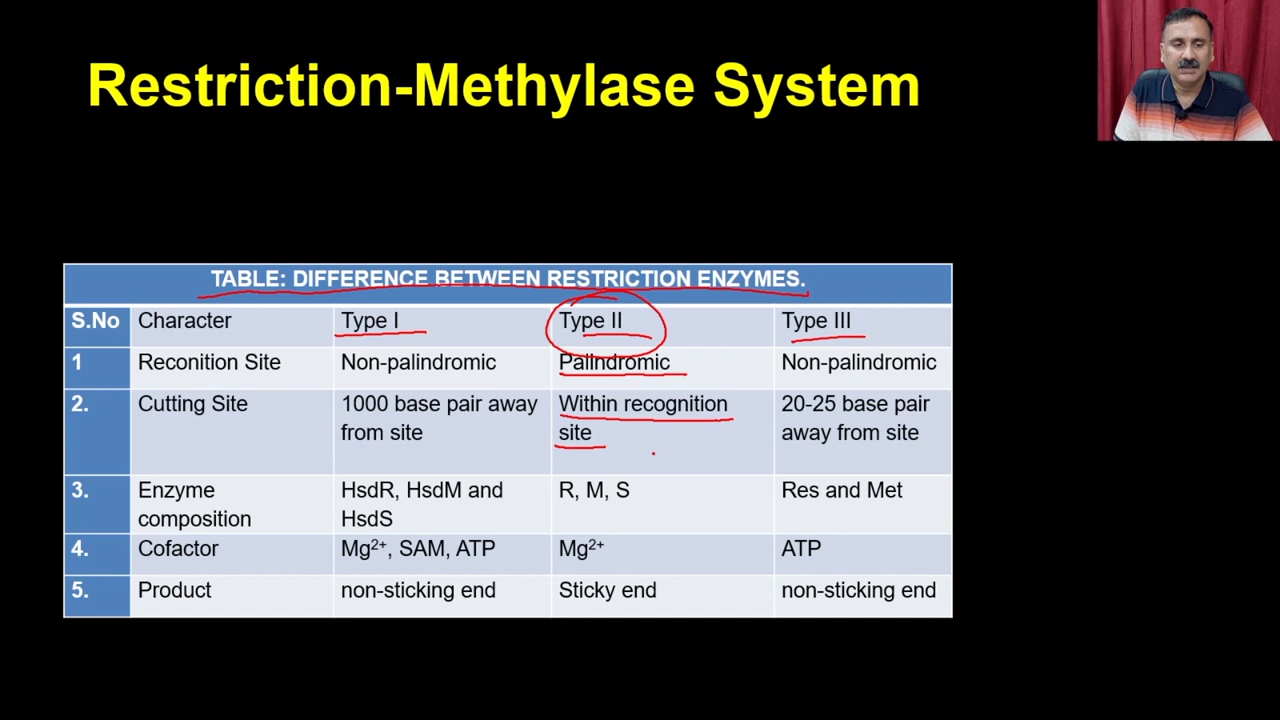 Restriction-Methylase System
TABLE: DIFFERENCE BETWEEN RESTRICTION ENZYMES.
S.No Character Type I Type II Type III
1 Reconition Site Non-palindromic Palindromic Non-palindromic
2. Cutting Site 1000 base pair away Within recognition 20-25 base pair
from site site away from site
3. Enzyme HsdR, HsdM and R, M, S Res and Met
composition HsdS
4. Cofactor Mg²⁺, SAM, ATP Mg²⁺ ATP
5. Product non-sticking end Sticky end non-sticking end